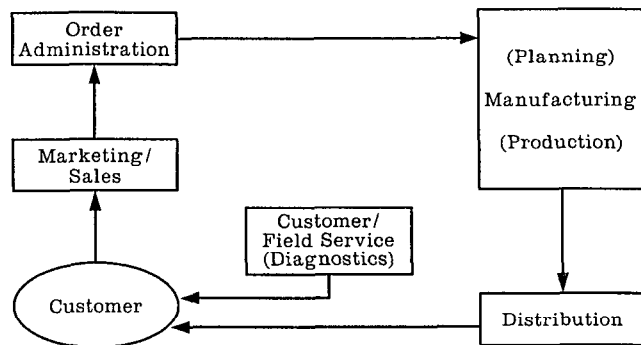 Order
Administration
(Planning)
Manufacturing
(Production)
Marketing/
Sales
Customer/
Field Service
(Diagnostics)
Customer
Distribution